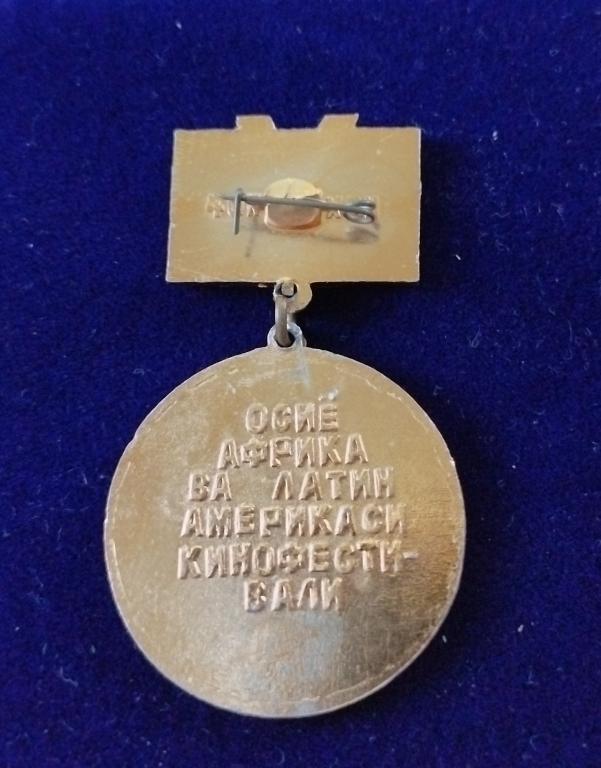 ОСИЁ
АФРИКА
ВА ЛАТИН
АМЕРИКАСИ
КИНОФЕСТИ-
ВАЛИ